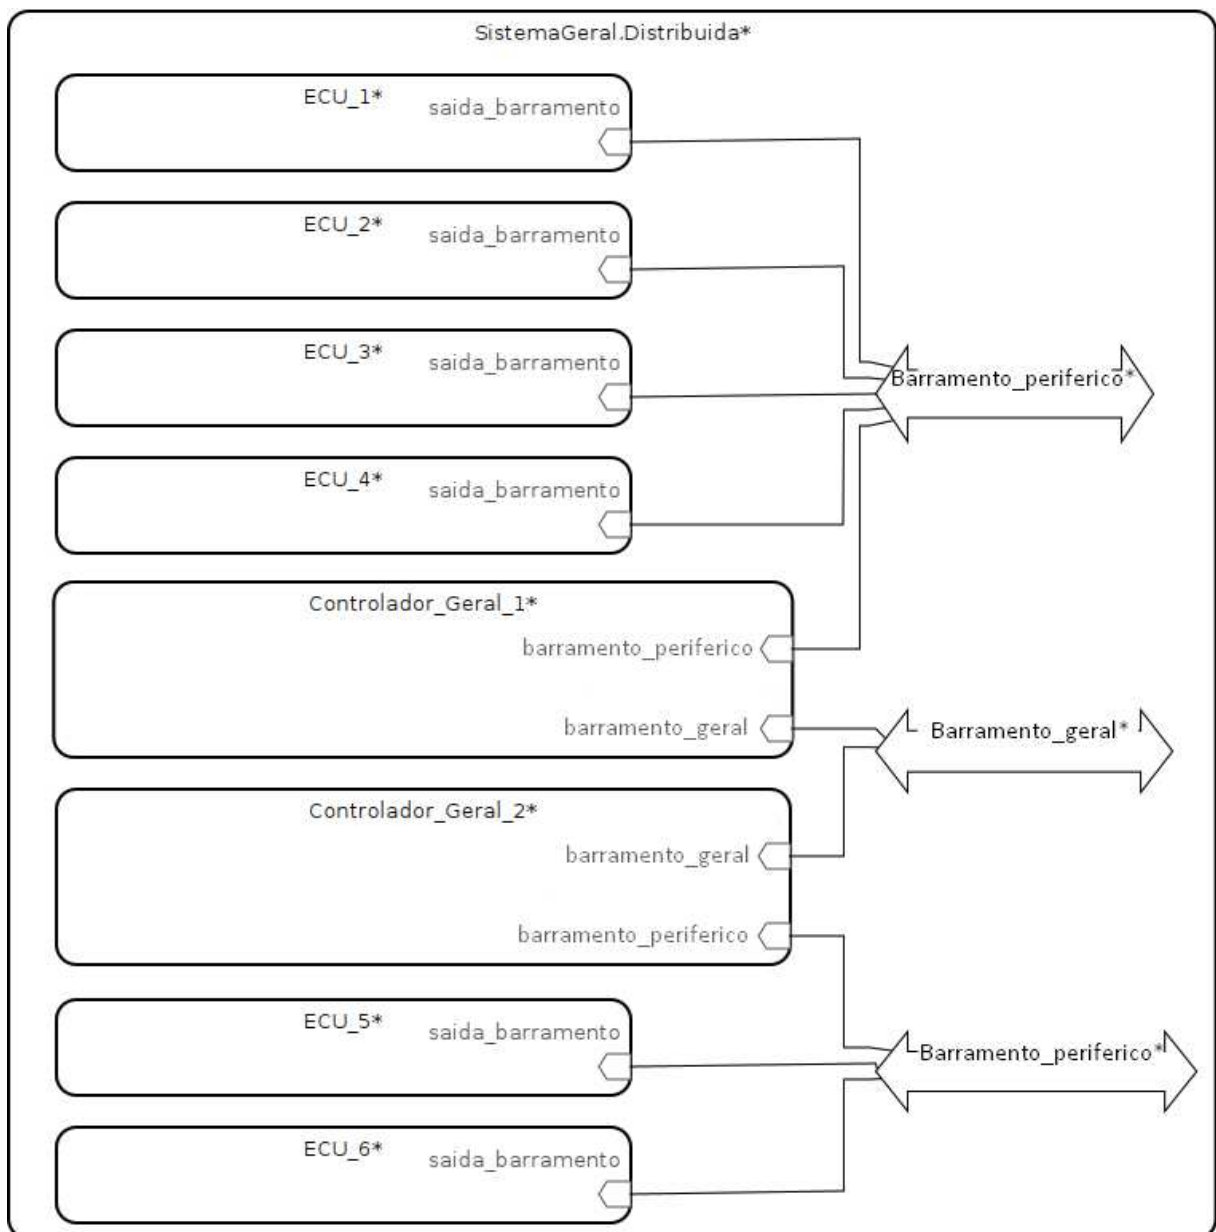 SistemaGeral.Distribuida*
ECU_1*
saida_barramento
ECU_2*
saida_barramento
ECU_3*
saida_barramento
Barramento_periferico*
ECU_4*
saida_barramento
Controlador_Geral_1*
barramento_periferico
barramento_geral
Barramento_geral*
Controlador_Geral_2*
barramento_geral
barramento_periferico
ECU_5*
saida_barramento
Barramento_periferico*
ECU_6*
saida_barramento